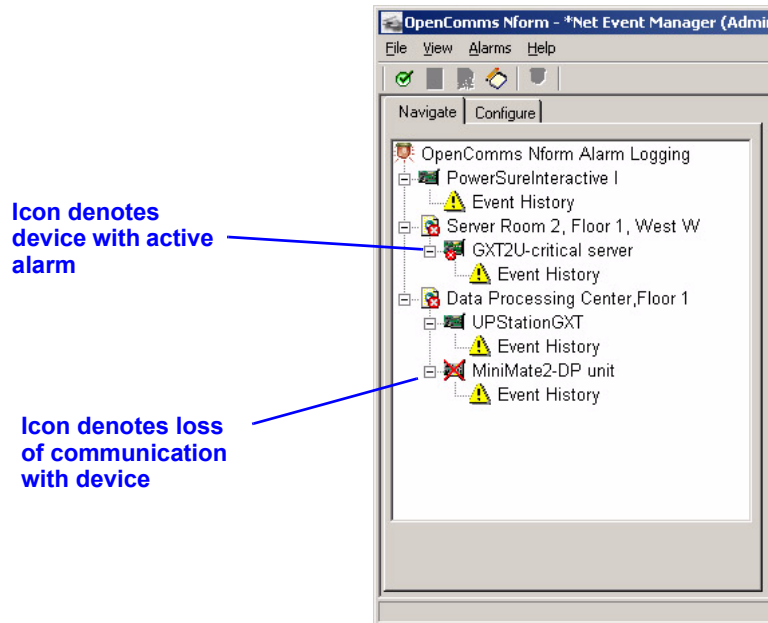 OpenComms Nform - *Net Event Manager (Admi
File View Alarms Help
Navigate Configure
OpenComms Nform Alarm Logging
PowerSureInteractive I
Event History
Server Room 2, Floor 1, West W
GXT2U-critical server
Event History
Data Processing Center,Floor 1
UPStationGXT
Event History
MiniMate2-DP unit
Event History
Icon denotes
device with active
alarm
Icon denotes loss
of communication
with device